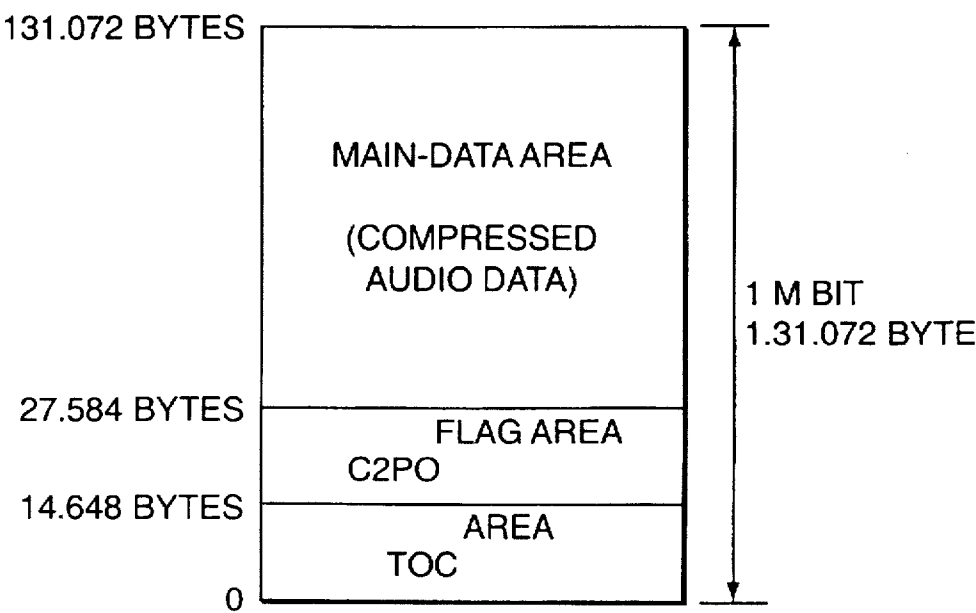 131.072 BYTES
MAIN-DATA AREA
(COMPRESSED
AUDIO DATA)
1 M BIT
1.31.072 BYTE
27.584 BYTES
FLAG AREA
C2PO
14.648 BYTES
AREA
TOC
0